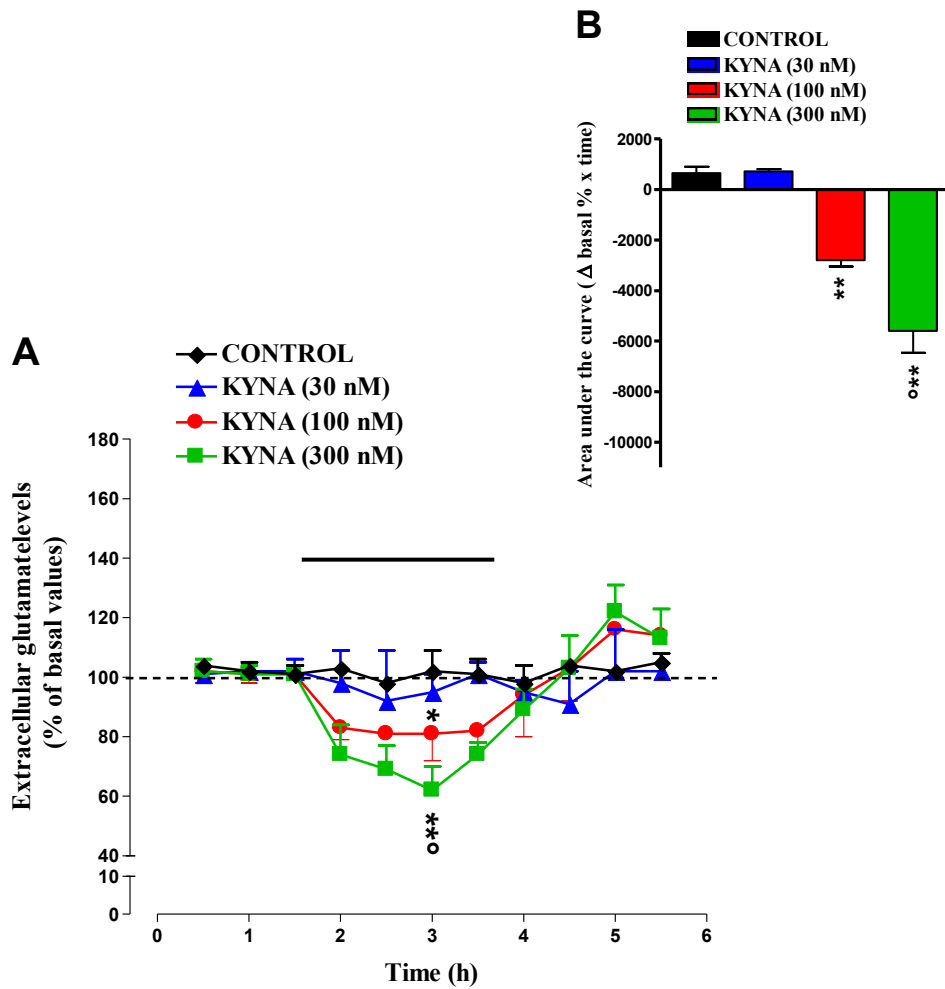 B
CONTROL
KYNA (30 nM)
KYNA (100 nM)
KYNA (300 nM)
2000
0
-2000
-4000
-6000
-8000
-10000
Area under the curve ( Δ basal % x time)
**
°**
A
CONTROL
KYNA (30 nM)
KYNA (100 nM)
KYNA (300 nM)
180
160
140
120
100
80
60
40
10
0
Extracellular glutamatelevels
(% of basal values)
*
**
°
0 1 2 3 4 5 6
Time (h)